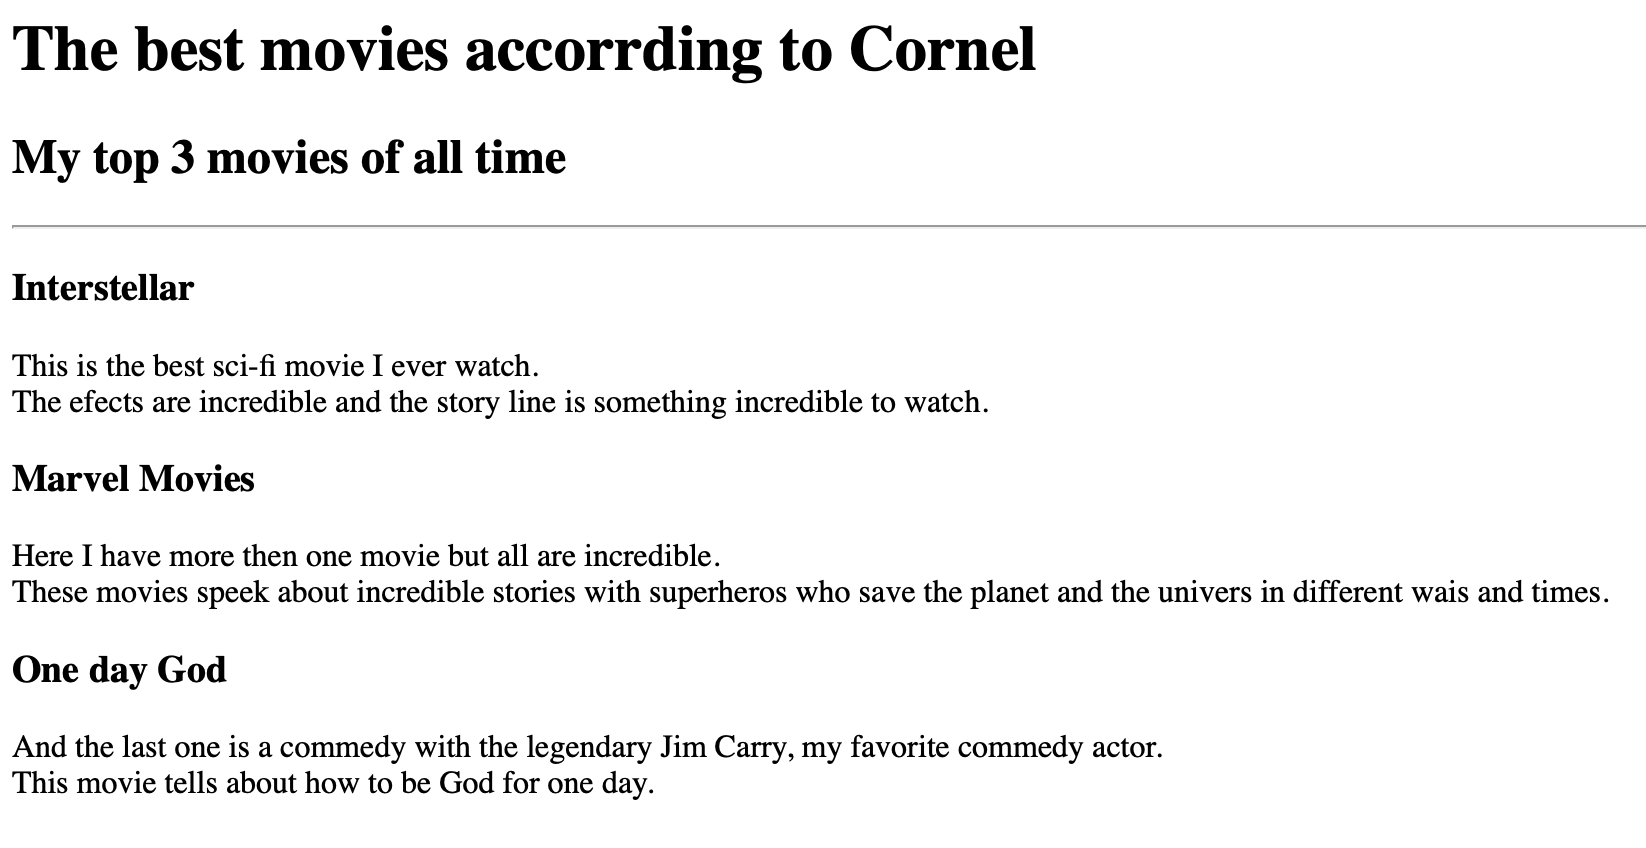 The best movies accorrding to Cornel
My top 3 movies of all time
Interstellar
This is the best sci-fi movie I ever watch.
The efects are incredible and the story line is something incredible to watch.
Marvel Movies
Here I have more then one movie but all are incredible.
These movies speek about incredible stories with superheros who save the planet and the univers in different wais and times.
One day God
And the last one is a commedy with the legendary Jim Carry, my favorite commedy actor.
This movie tells about how to be God for one day.